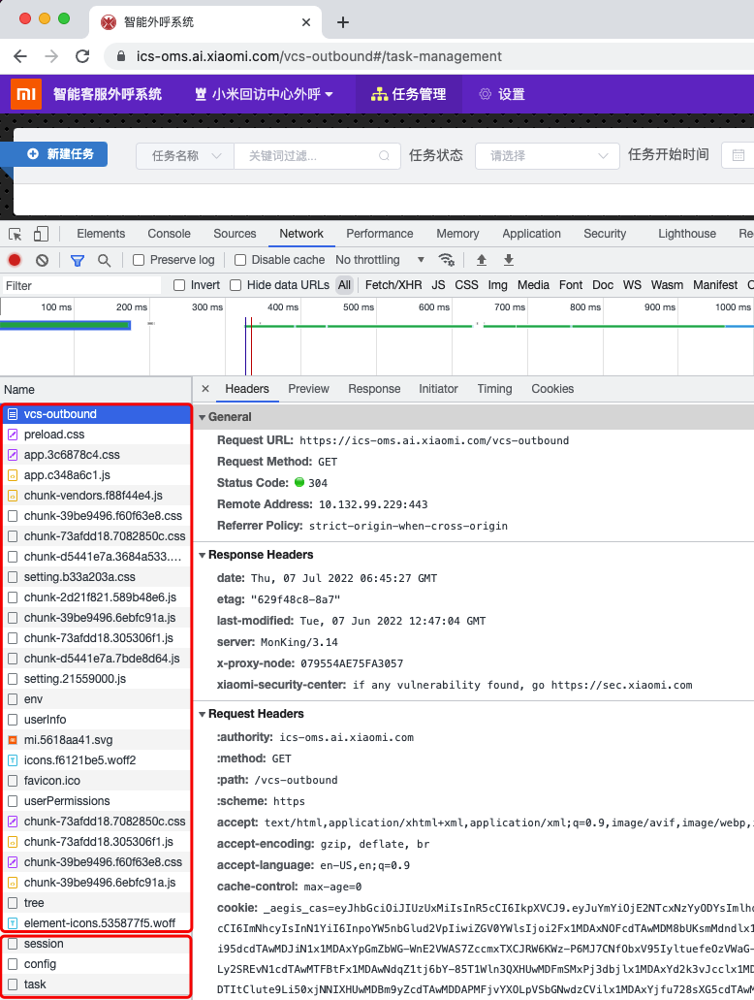 智能外呼系统
ics-oms.ai.xiaomi.com/vcs-outbound#/task-management
智能客服外呼系统 小米回访中心外呼 任务管理 设置
新建任务 任务名称 关键词过滤... 任务状态 请选择 任务开始时间
Elements Console Sources Network Performance Memory Application Security Lighthouse Re
Preserve log Disable cache No throttling
Filter Invert Hide data URLs All Fetch/XHR JS CSS Img Media Font Doc WS Wasm Manifest
100 ms 200 ms 300 ms 400 ms 500 ms 600 ms 700 ms 800 ms 900 ms 1000 ms
Name
vcs-outbound
preload.css
app.3c6878c4.css
app.c348a6c1.js
chunk-vendors.f88f44e4.js
chunk-39be9496.f60f63e8.css
chunk-73afdd18.7082850c.css
chunk-d5441e7a.3684a533....
setting.b33a203a.css
chunk-2d21f821.589b48e6.js
chunk-39be9496.6ebfc91a.js
chunk-73afdd18.305306f1.js
chunk-d5441e7a.7bde8d64.js
setting.21559000.js
env
userInfo
mi.5618aa41.svg
icons.f6121be5.woff2
favicon.ico
userPermissions
chunk-73afdd18.7082850c.css
chunk-73afdd18.305306f1.js
chunk-39be9496.f60f63e8.css
chunk-39be9496.6ebfc91a.js
tree
element-icons.535877f5.woff
session
config
task
Headers Preview Response Initiator Timing Cookies
General
Request URL: https://ics-oms.ai.xiaomi.com/vcs-outbound
Request Method: GET
Status Code: 304
Remote Address: 10.132.99.229:443
Referrer Policy: strict-origin-when-cross-origin
Response Headers
date: Thu, 07 Jul 2022 06:45:27 GMT
etag: "629f48c8-8a7"
last-modified: Tue, 07 Jun 2022 12:47:04 GMT
server: MonKing/3.14
x-proxy-node: 079554AE75FA3057
xiaomi-security-center: if any vulnerability found, go https://sec.xiaomi.com
Request Headers
:authority: ics-oms.ai.xiaomi.com
:method: GET
:path: /vcs-outbound
:scheme: https
accept: text/html,application/xhtml+xml,application/xml;q=0.9,image/avif,image/webp,
accept-encoding: gzip, deflate, br
accept-language: en-US,en;q=0.9
cache-control: max-age=0
cookie: